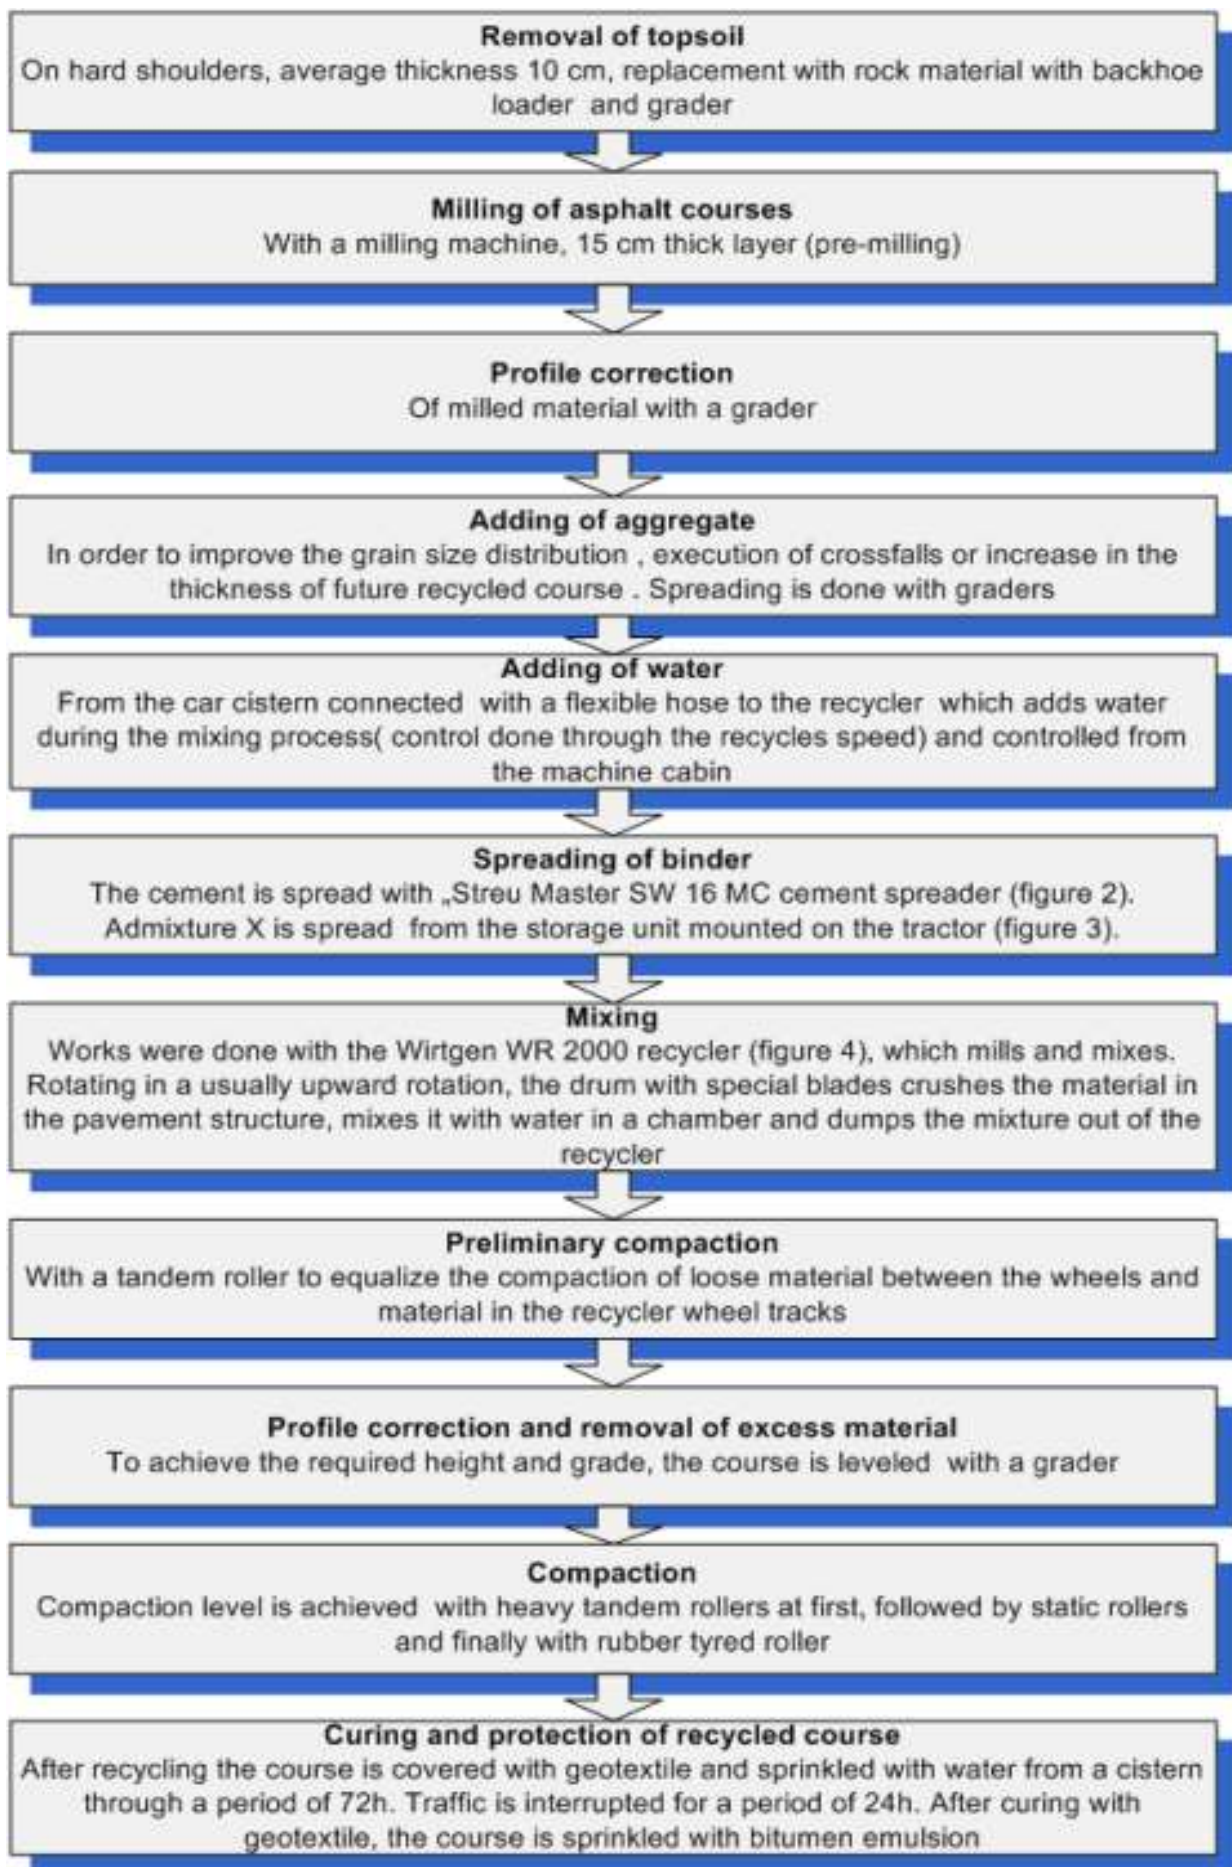 Removal of topsoil
On hard shoulders, average thickness 10 cm, replacement with rock material with backhoe
loader and grader
Milling of asphalt courses
With a milling machine, 15 cm thick layer (pre-milling)
Profile correction
Of milled material with a grader
Adding of aggregate
In order to improve the grain size distribution , execution of crossfalls or increase in the
thickness of future recycled course . Spreading is done with graders
Adding of water
From the car cistern connected with a flexible hose to the recycler which adds water
during the mixing process( control done through the recycles speed) and controlled from
the machine cabin
Spreading of binder
The cement is spread with „Streu Master SW 16 MC cement spreader (figure 2).
Admixture X is spread from the storage unit mounted on the tractor (figure 3).
Mixing
Works were done with the Wirtgen WR 2000 recycler (figure 4), which mills and mixes.
Rotating in a usually upward rotation, the drum with special blades crushes the material in
the pavement structure, mixes it with water in a chamber and dumps the mixture out of the
recycler
Preliminary compaction
With a tandem roller to equalize the compaction of loose material between the wheels and
material in the recycler wheel tracks
Profile correction and removal of excess material
To achieve the required height and grade, the course is leveled with a grader
Compaction
Compaction level is achieved with heavy tandem rollers at first, followed by static rollers
and finally with rubber tyred roller
Curing and protection of recycled course
After recycling the course is covered with geotextile and sprinkled with water from a cistern
through a period of 72h. Traffic is interrupted for a period of 24h. After curing with
geotextile, the course is sprinkled with bitumen emulsion